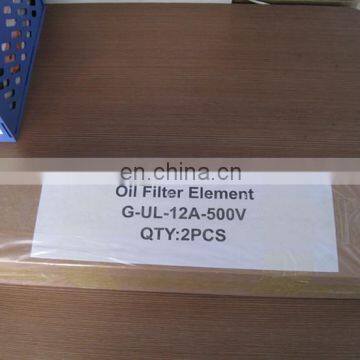 en.china.cn
Oil Filter Element
G-UL-12A-500V
QTY:2PCS